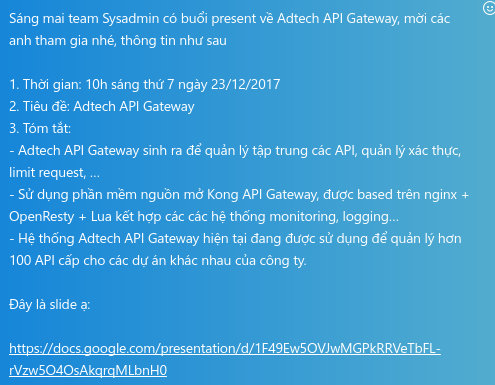 Sáng mai team Sysadmin có buổi present về Adtech API Gateway, mời các
anh tham gia nhé, thông tin như sau
1. Thời gian: 10h sáng thứ 7 ngày 23/12/2017
2. Tiêu đề: Adtech API Gateway
3. Tóm tắt:
- Adtech API Gateway sinh ra để quản lý tập trung các API, quản lý xác thực,
limit request, ...
- Sử dụng phần mềm nguồn mở Kong API Gateway, được based trên nginx +
OpenResty + Lua kết hợp các các hệ thống monitoring, logging...
- Hệ thống Adtech API Gateway hiện tại đang được sử dụng để quản lý hơn
100 API cấp cho các dự án khác nhau của công ty.
Đây là slide ạ:
https://docs.google.com/presentation/d/1F49Ew5OVJwMGPkRRVeTbFL-
rVzw5O4OsAkqrqMLbnH0